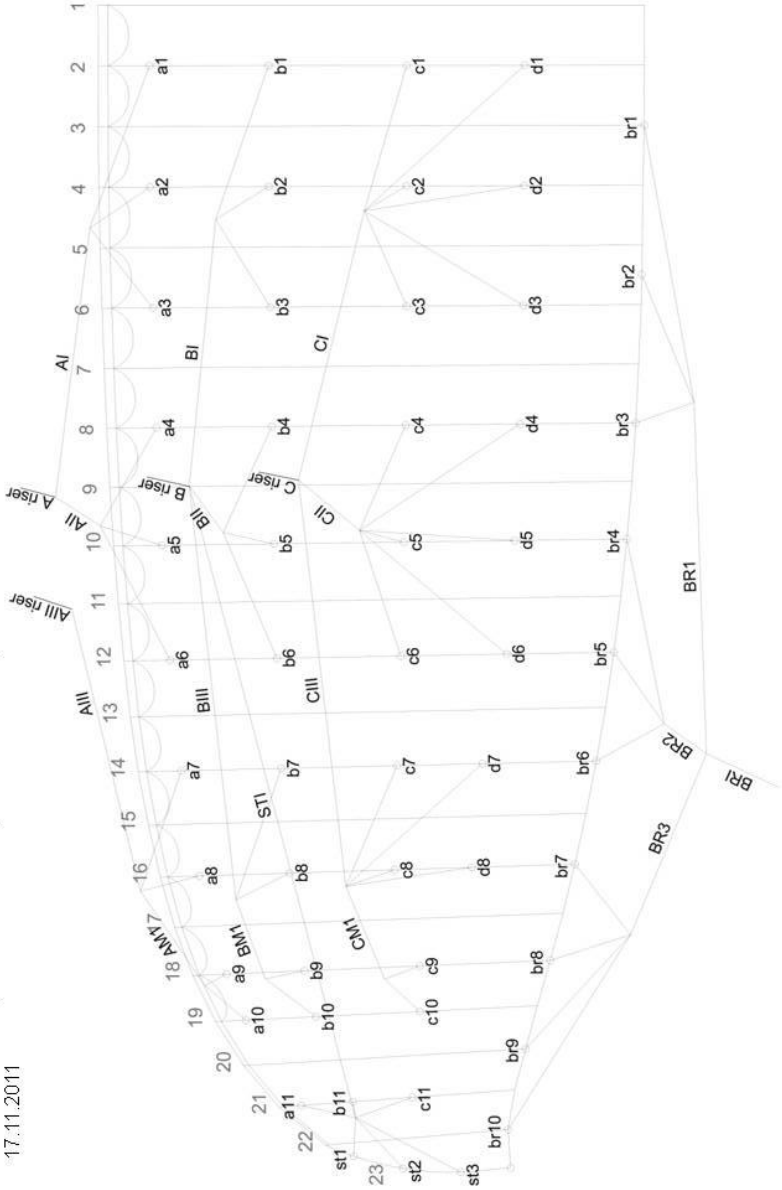 17.11.2011
1
2
3
4
5
6
7
8
9
10
11
12
13
14
15
16
17
18
19
20
21
22
23
a1 b1 c1 d1
br1
a2 b2 c2 d2
br2
a3 b3 c3 d3
AI BI CI
a4 b4 c4 d4 br3
A riser B riser C riser
AII BII CII
a5 b5 c5 d5 br4
BR1
AIII riser
a6 b6 c6 d6 br5
AIII BIII CIII
a7 b7 c7 d7 br6
BR2
BRI
STI
a8 b8 c8 d8 br7
BR3
AM1 BM1 CM1
a9 b9 c9 br8
a10 b10 c10
br9
a11 b11 c11
br10
st1
st2
st3